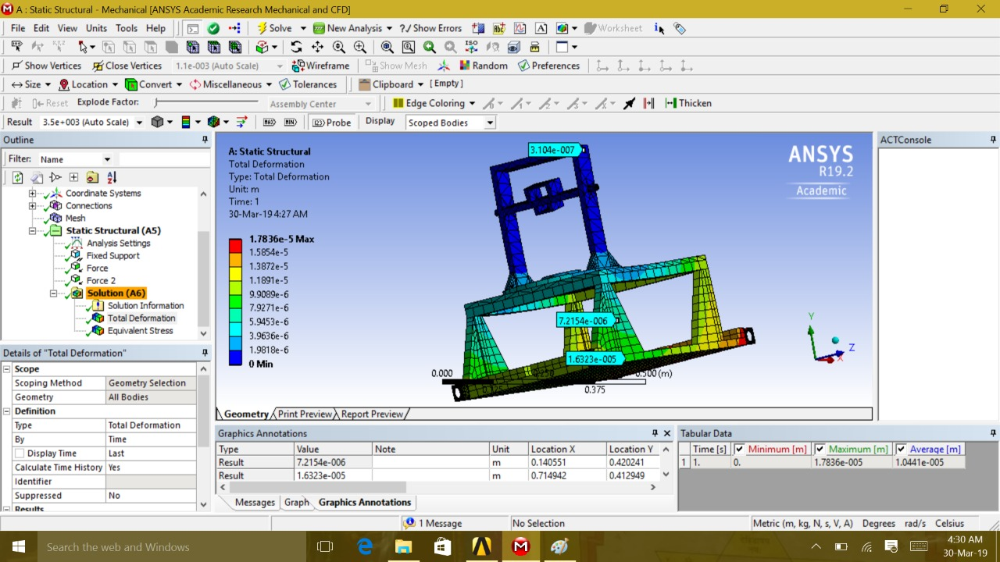 A : Static Structural - Mechanical [ANSYS Academic Research Mechanical and CFD]
File Edit View Units Tools Help Solve New Analysis Show Errors Worksheet
Show Vertices Close Vertices 1.1e-003 (Auto Scale) Wireframe Show Mesh Random Preferences
Size Location Convert Miscellaneous Tolerances Clipboard [ Empty ]
Reset Explode Factor: Assembly Center Edge Coloring Thicken
Result 3.5e+003 (Auto Scale) MAX MIN Probe Display Scoped Bodies
Outline
Filter: Name
Coordinate Systems
Connections
Mesh
Static Structural (A5)
Analysis Settings
Fixed Support
Force
Force 2
Solution (A6)
Solution Information
Total Deformation
Equivalent Stress
Details of "Total Deformation"
Scope
Scoping Method Geometry Selection
Geometry All Bodies
Definition
Type Total Deformation
By Time
Display Time Last
Calculate Time History Yes
Identifier
Suppressed No
Results
A: Static Structural
Total Deformation
Type: Total Deformation
Unit: m
Time: 1
30-Mar-19 4:27 AM
1.7836e-5 Max
1.5854e-5
1.3872e-5
1.1891e-5
9.9089e-6
7.9271e-6
5.9453e-6
3.9636e-6
1.9818e-6
0 Min
3.104e-007
7.2154e-006
1.6323e-005
0.000
0.125
0.250
0.375
0.500 (m)
ANSYS
R19.2
Academic
Y
Z
X
Geometry Print Preview Report Preview
ACTConsole
Graphics Annotations
Type Value Note Unit Location X Location Y
Result 7.2154e-006 m 0.140551 0.420241
Result 1.6323e-005 m 0.714942 0.412949
Messages Graph Graphics Annotations
Tabular Data
Time [s] Minimum [m] Maximum [m] Average [m]
1 1. 0. 1.7836e-005 1.0441e-005
1 Message No Selection Metric (m, kg, N, s, V, A) Degrees rad/s Celsius
Search the web and Windows
4:30 AM
30-Mar-19